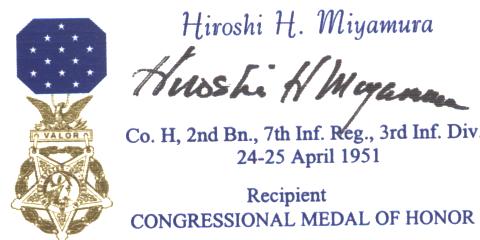 Hiroshi H. Miyamura
Hiroshi H Miyamura
VALOR
Co. H, 2nd Bn., 7th Inf. Reg., 3rd Inf. Div.
24-25 April 1951
Recipient
CONGRESSIONAL MEDAL OF HONOR